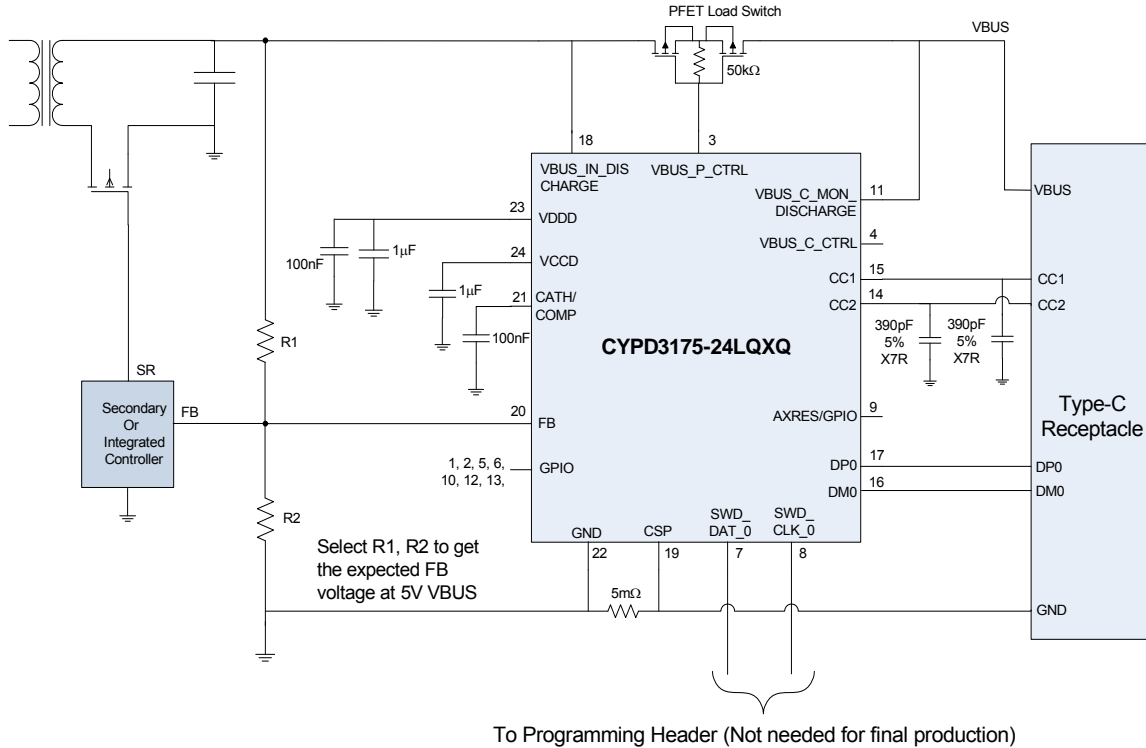 PFET Load Switch
VBUS
50kΩ
18
3
VBUS_IN_DIS
CHARGE
VBUS_P_CTRL
VBUS_C_MON_
DISCHARGE
11
VBUS
23
VDDD
100nF
1μF
VBUS_C_CTRL
4
24
VCCD
1μF
CC1
15
CC1
21
CATH/
COMP
100nF
CC2
14
CC2
CYPD3175-24LQXQ
390pF
5%
X7R
390pF
5%
X7R
R1
SR
Secondary
Or
Integrated
Controller
FB
20
FB
AXRES/GPIO
9
Type-C
Receptacle
1, 2, 5, 6,
10, 12, 13,
GPIO
DP0
17
DP0
DM0
16
DM0
R2
GND
CSP
SWD_
DAT_0
SWD_
CLK_0
22
19
7
8
Select R1, R2 to get
the expected FB
voltage at 5V VBUS
5mΩ
GND
To Programming Header (Not needed for final production)